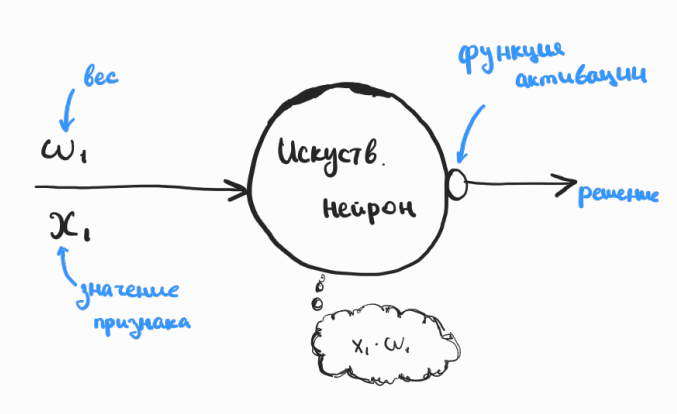 функция
активации
вес
ω₁
Искуств.
нейрон
решение
x₁
значение
признака
x₁·ω₁